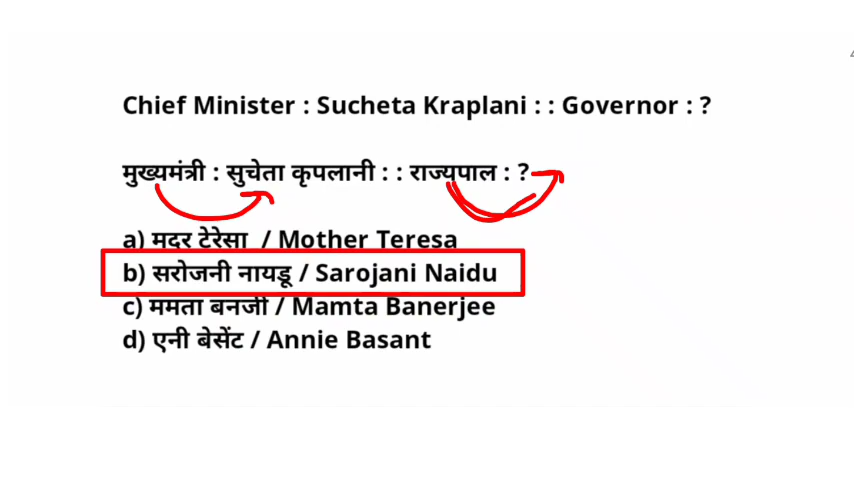 Chief Minister : Sucheta Kraplani : : Governor : ?
मुख्यमंत्री : सुचेता कृपलानी : : राज्यपाल : ?
a) मदर टेरेसा / Mother Teresa
b) सरोजनी नायडू / Sarojani Naidu
c) ममता बनर्जी / Mamta Banerjee
d) एनी बेसेंट / Annie Basant